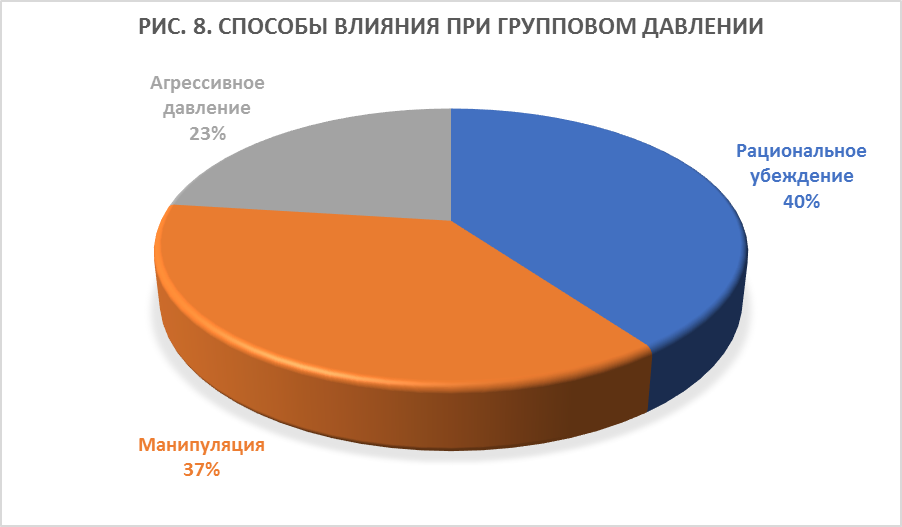 РИС. 8. СПОСОБЫ ВЛИЯНИЯ ПРИ ГРУППОВОМ ДАВЛЕНИИ
Агрессивное
давление
23%
Рациональное
убеждение
40%
Манипуляция
37%